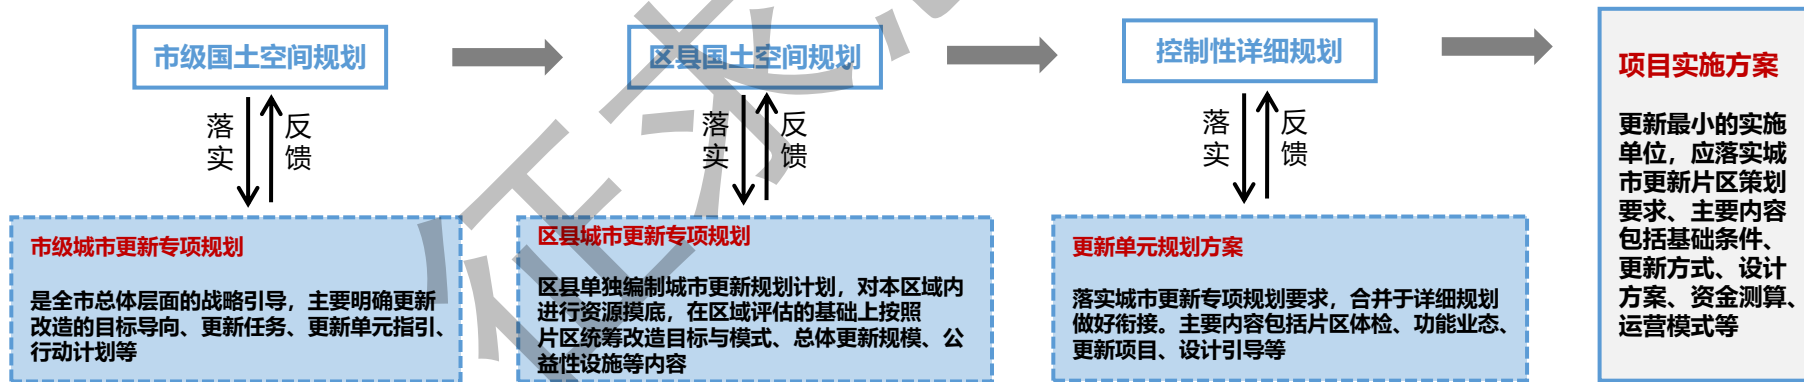 市级国土空间规划
区县国土空间规划
控制性详细规划
落实
反馈
落实
反馈
落实
反馈
市级城市更新专项规划
是全市总体层面的战略引导，主要明确更新
改造的目标导向、更新任务、更新单元指引、
行动计划等
区县城市更新专项规划
区县单独编制城市更新规划计划，对本区域内
进行资源摸底，在区域评估的基础上按照
片区统筹改造目标与模式、总体更新规模、公
益性设施等内容
更新单元规划方案
落实城市更新专项规划要求，合并于详细规划
做好衔接。主要内容包括片区体检、功能业态、
更新项目、设计引导等
项目实施方案
更新最小的实施
单位，应落实城
市更新片区策划
要求、主要内容
包括基础条件、
更新方式、设计
方案、资金测算、
运营模式等
征求